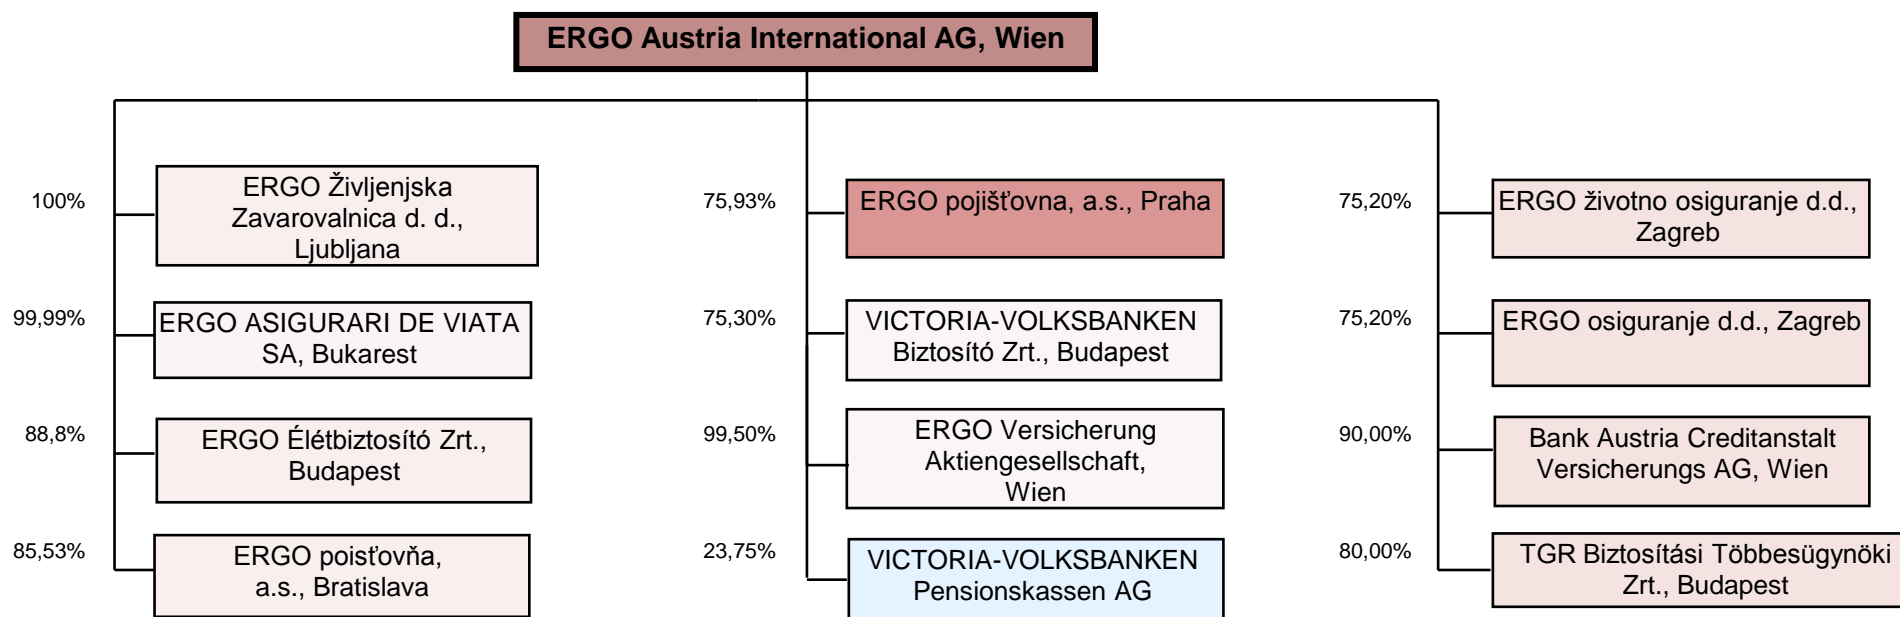 ERGO Austria International AG, Wien
100%
ERGO Življenjska
Zavarovalnica d. d.,
Ljubljana
99,99%
ERGO ASIGURARI DE VIATA
SA, Bukarest
88,8%
ERGO Élétbiztosító Zrt.,
Budapest
85,53%
ERGO poisťovňa,
a.s., Bratislava
75,93%
ERGO pojišťovna, a.s., Praha
75,30%
VICTORIA-VOLKSBANKEN
Biztosító Zrt., Budapest
99,50%
ERGO Versicherung
Aktiengesellschaft,
Wien
23,75%
VICTORIA-VOLKSBANKEN
Pensionskassen AG
75,20%
ERGO životno osiguranje d.d.,
Zagreb
75,20%
ERGO osiguranje d.d., Zagreb
90,00%
Bank Austria Creditanstalt
Versicherungs AG, Wien
80,00%
TGR Biztosítási Többesügynöki
Zrt., Budapest